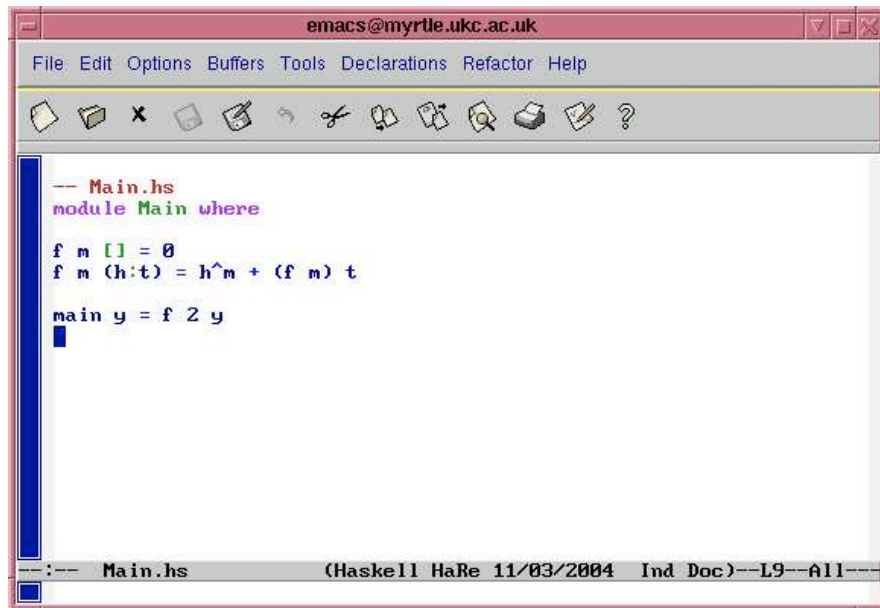 emacs@myrtle.ukc.ac.uk
File Edit Options Buffers Tools Declarations Refactor Help
-- Main.hs
module Main where
f m [] = 0
f m (h:t) = h^m + (f m) t
main y = f 2 y
--:-- Main.hs (Haskell HaRe 11/03/2004 Ind Doc)--L9--All---